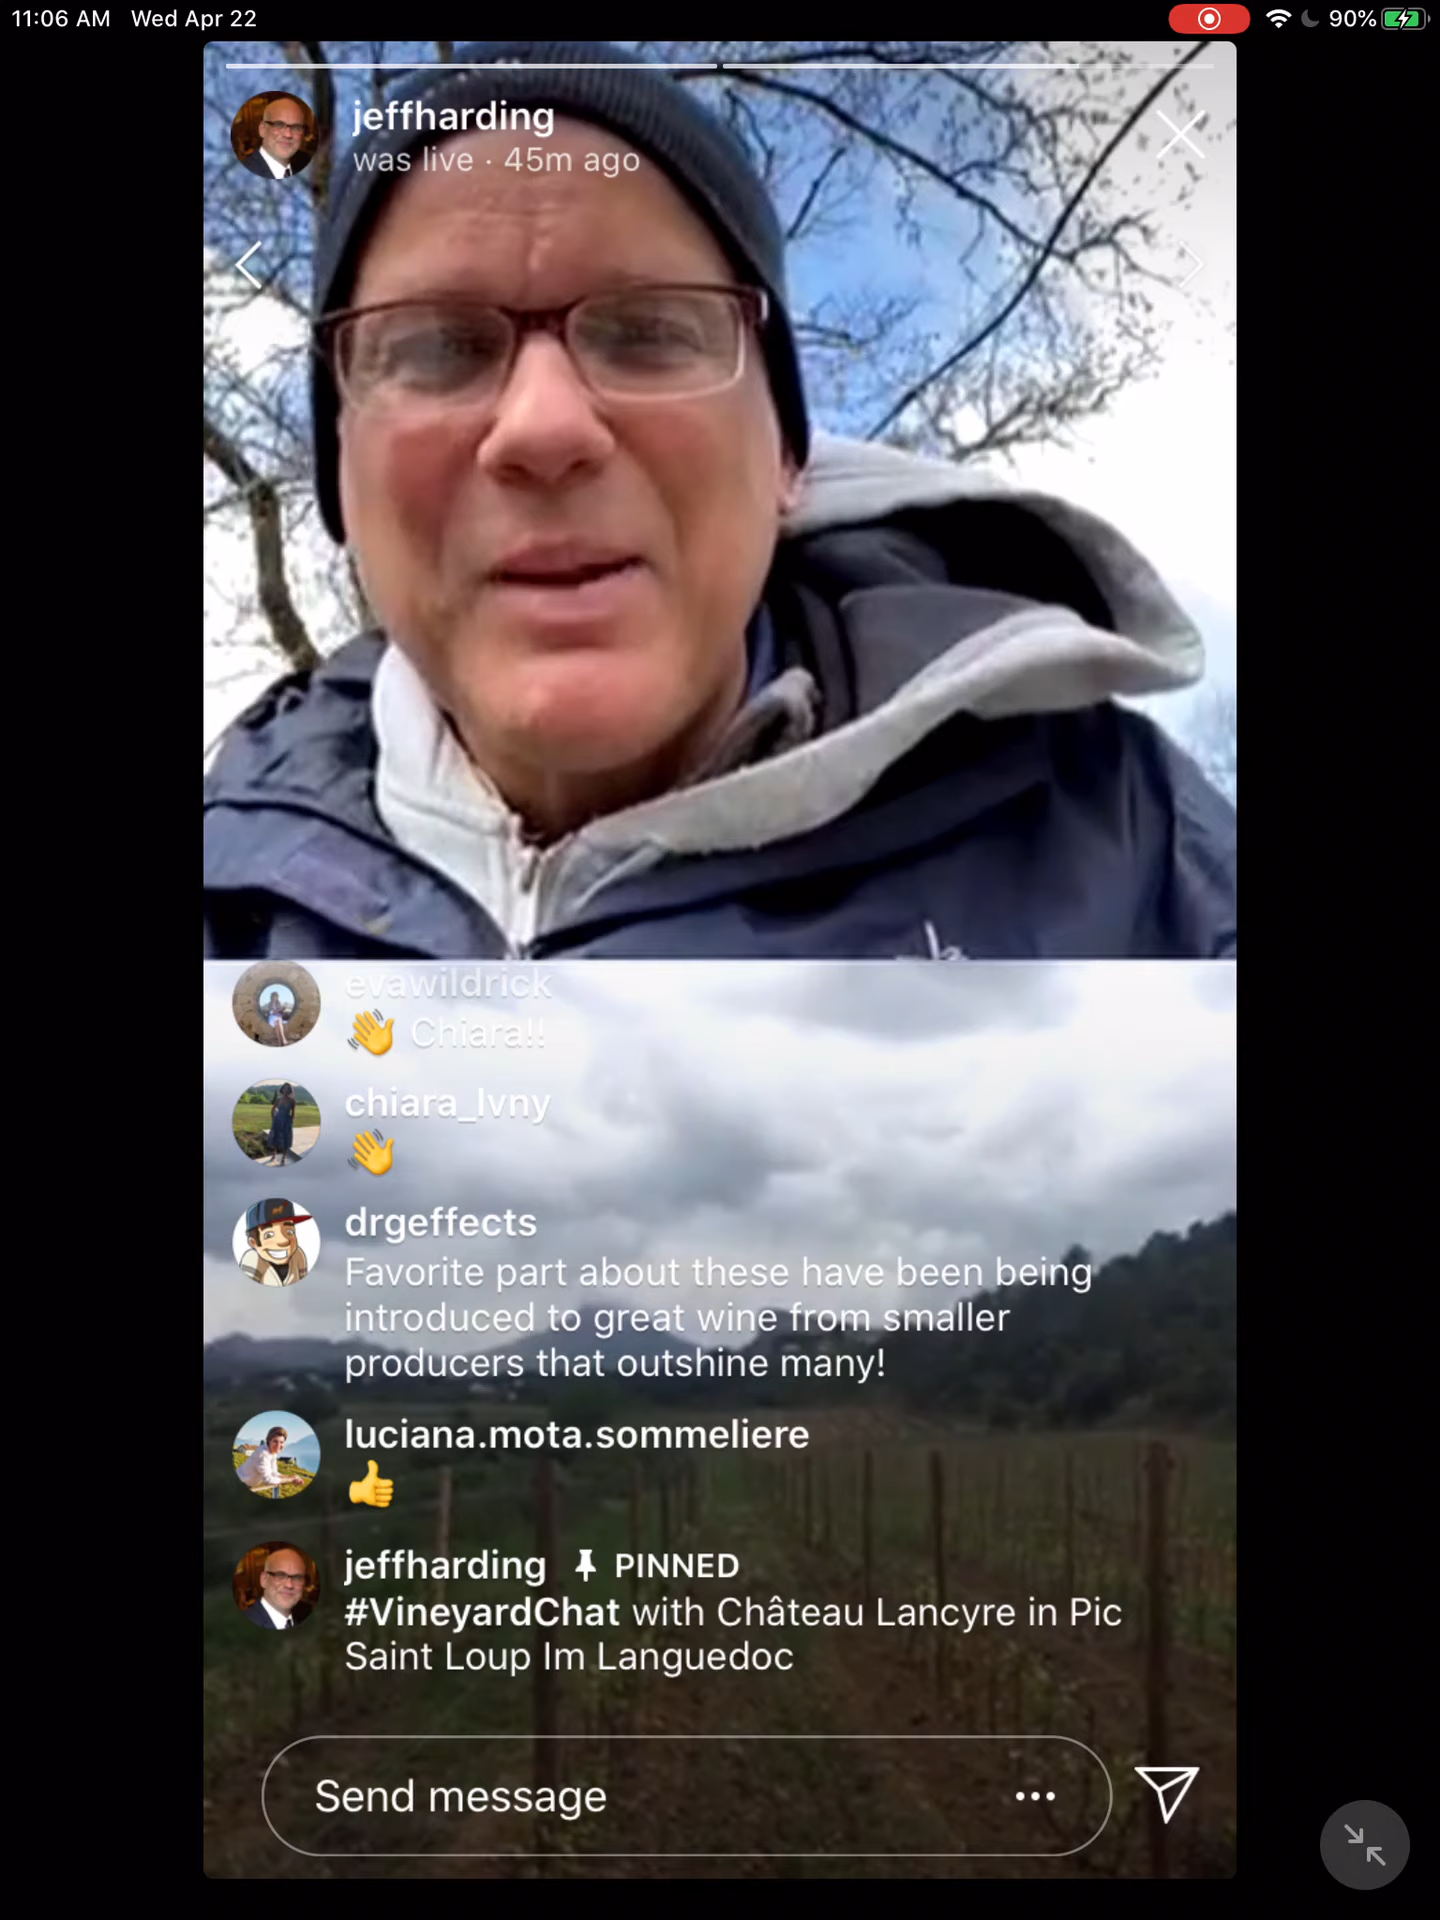 11:06 AM Wed Apr 22
90%
jeffharding
was live · 45m ago
evawildrick
👋 Chiara!!
chiara_lvny
👋
drgeffects
Favorite part about these have been being
introduced to great wine from smaller
producers that outshine many!
luciana.mota.sommeliere
👍
jeffharding PINNED
#VineyardChat with Château Lancyre in Pic
Saint Loup Im Languedoc
Send message